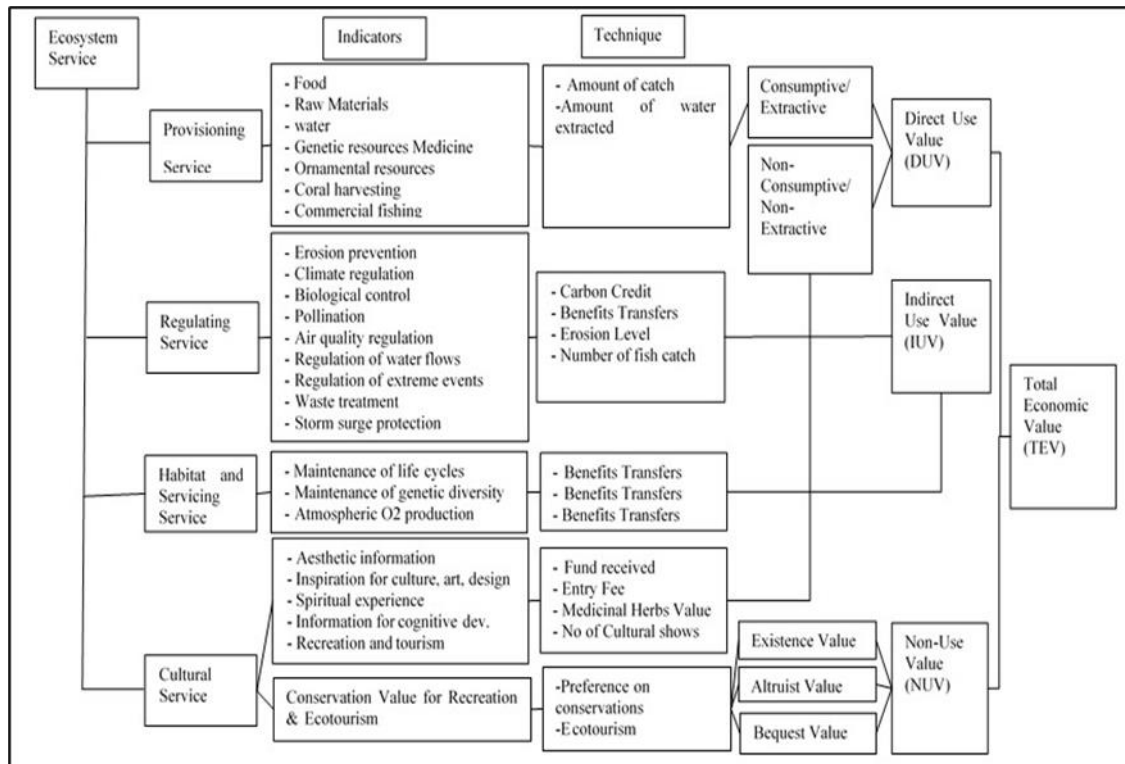 Ecosystem
Service
Indicators
Technique
Provisioning
Service
- Food
- Raw Materials
- water
- Genetic resources Medicine
- Ornamental resources
- Coral harvesting
- Commercial fishing
- Amount of catch
-Amount of water
extracted
Consumptive/
Extractive
Non-
Consumptive/
Non-
Extractive
Direct Use
Value
(DUV)
Regulating
Service
- Erosion prevention
- Climate regulation
- Biological control
- Pollination
- Air quality regulation
- Regulation of water flows
- Regulation of extreme events
- Waste treatment
- Storm surge protection
- Carbon Credit
- Benefits Transfers
- Erosion Level
- Number of fish catch
Indirect
Use Value
(IUV)
Total
Economic
Value
(TEV)
Habitat and
Servicing
Service
- Maintenance of life cycles
- Maintenance of genetic diversity
- Atmospheric O2 production
- Benefits Transfers
- Benefits Transfers
- Benefits Transfers
Cultural
Service
- Aesthetic information
- Inspiration for culture, art, design
- Spiritual experience
- Information for cognitive dev.
- Recreation and tourism
- Fund received
- Entry Fee
- Medicinal Herbs Value
- No of Cultural shows
Conservation Value for Recreation
& Ecotourism
-Preference on
conservations
-Ecotourism
Existence Value
Altruist Value
Bequest Value
Non-Use
Value
(NUV)